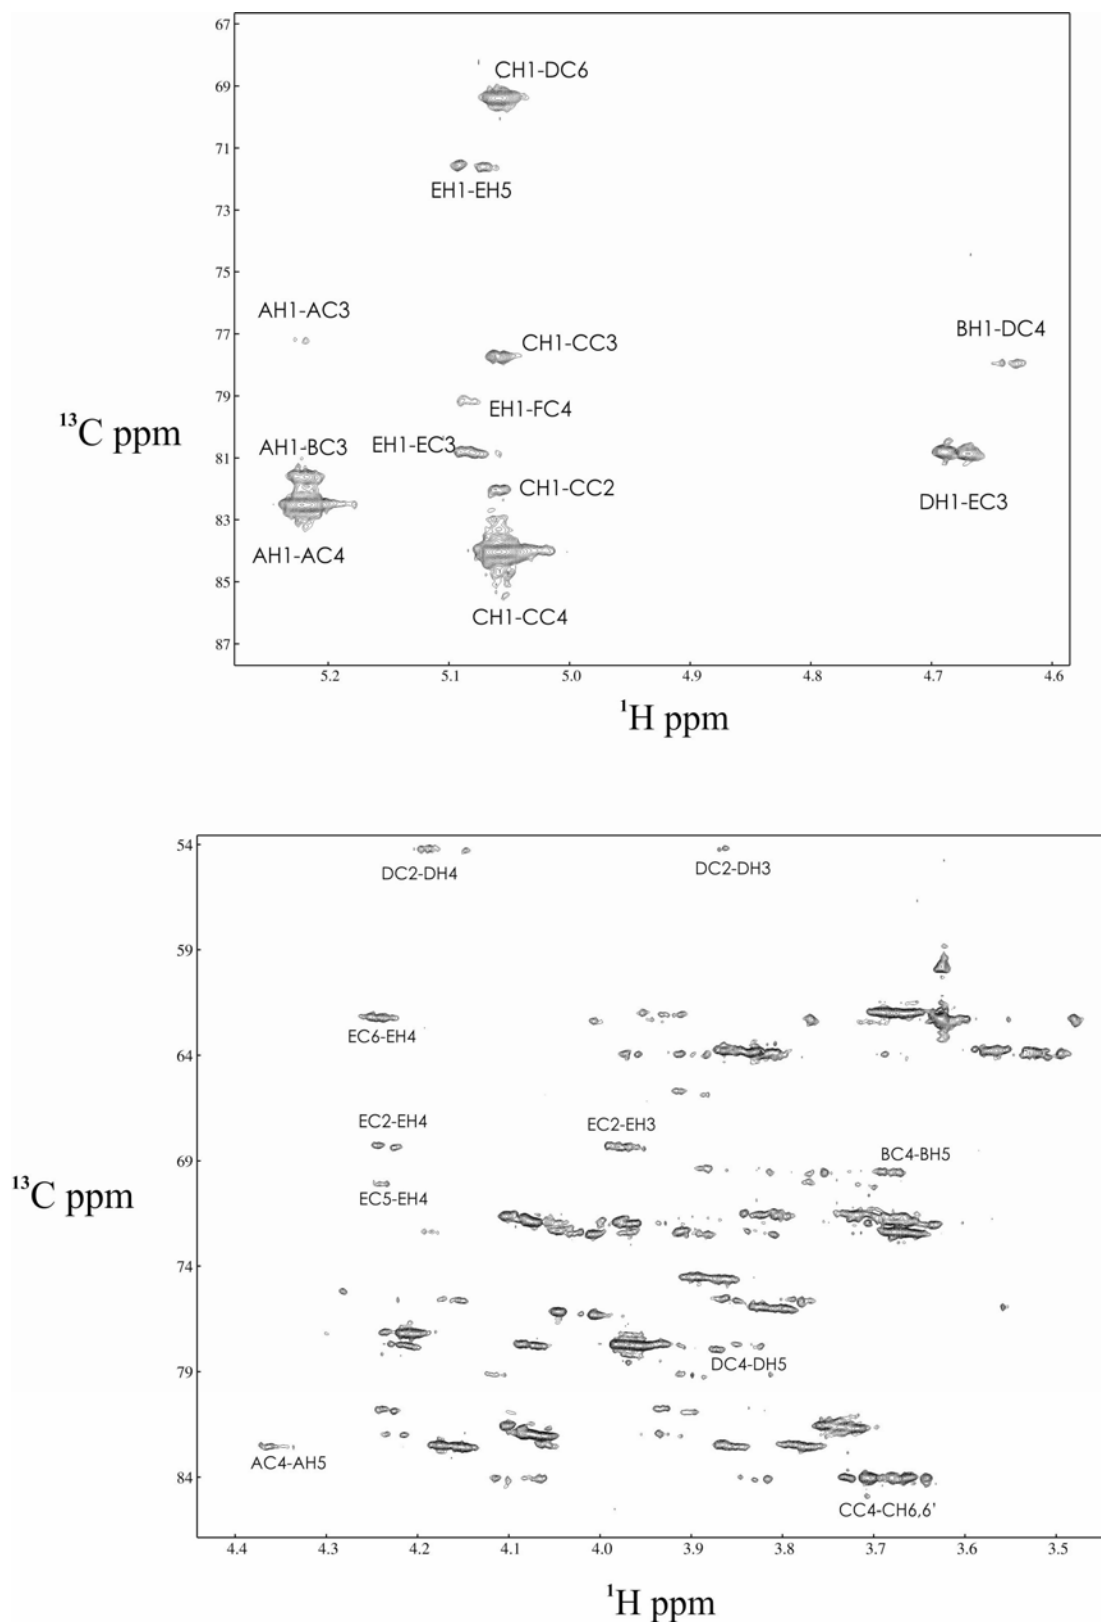 67
69
71
73
75
77
79
81
83
85
87
CH1-DC6
EH1-EH5
AH1-AC3
CH1-CC3
BH1-DC4
EH1-FC4
AH1-BC3
EH1-EC3
CH1-CC2
DH1-EC3
AH1-AC4
CH1-CC4
¹³C ppm
5.2 5.1 5.0 4.9 4.8 4.7 4.6
¹H ppm
54
59
64
69
74
79
84
DC2-DH4
DC2-DH3
EC6-EH4
EC2-EH4
EC2-EH3
BC4-BH5
EC5-EH4
DC4-DH5
AC4-AH5
CC4-CH6,6'
¹³C ppm
4.4 4.3 4.2 4.1 4.0 3.9 3.8 3.7 3.6 3.5
¹H ppm